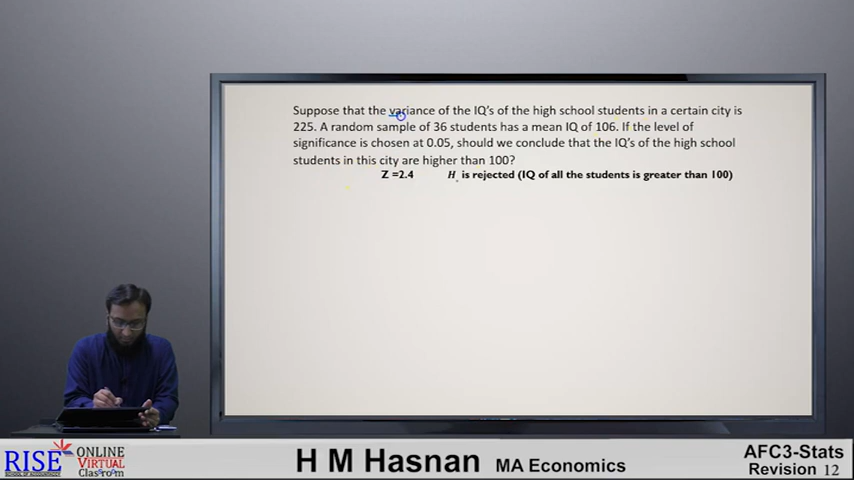 Suppose that the variance of the IQ's of the high school students in a certain city is
225. A random sample of 36 students has a mean IQ of 106. If the level of
significance is chosen at 0.05, should we conclude that the IQ's of the high school
students in this city are higher than 100?
Z =2.4 H is rejected (IQ of all the students is greater than 100)
RISE
SCHOOL OF ACCOUNTANCY
ONLINE
VIRTUAL
Classroom
H M Hasnan MA Economics
AFC3-Stats
Revision 12